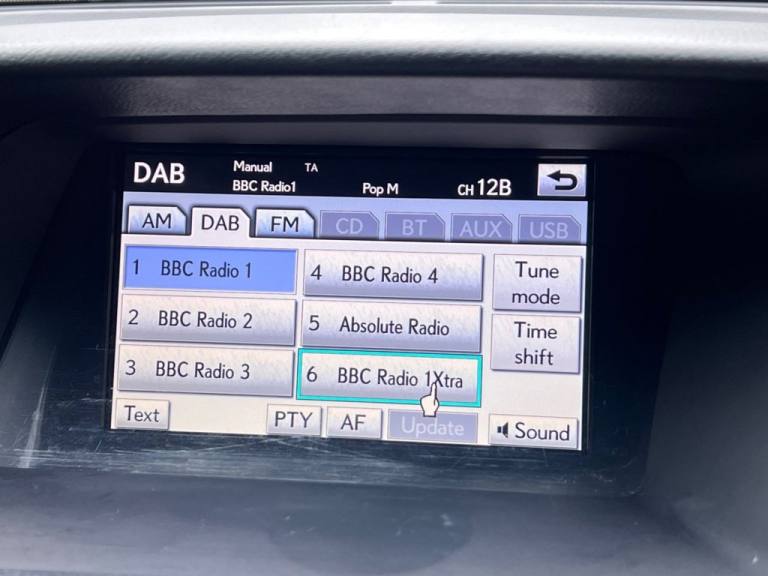 DAB Manual TA
BBC Radio1 Pop M CH 12B
AM DAB FM CD BT AUX USB
1 BBC Radio 1 4 BBC Radio 4 Tune mode
2 BBC Radio 2 5 Absolute Radio Time shift
3 BBC Radio 3 6 BBC Radio 1Xtra
Text PTY AF Update Sound